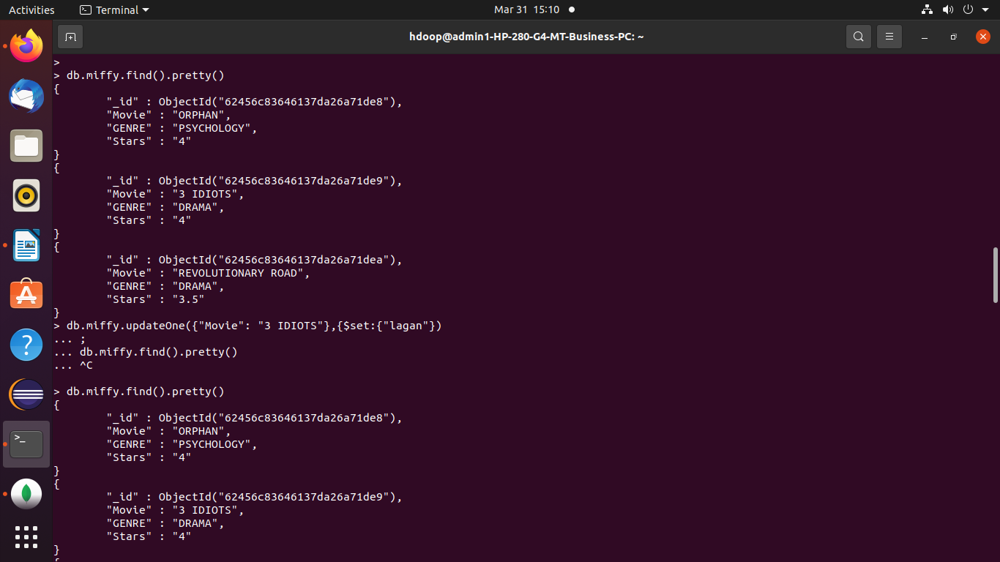 Activities
Terminal
Mar 31 15:10
hdoop@admin1-HP-280-G4-MT-Business-PC: ~
>
> db.miffy.find().pretty()
{
"_id" : ObjectId("62456c83646137da26a71de8"),
"Movie" : "ORPHAN",
"GENRE" : "PSYCHOLOGY",
"Stars" : "4"
}
{
"_id" : ObjectId("62456c83646137da26a71de9"),
"Movie" : "3 IDIOTS",
"GENRE" : "DRAMA",
"Stars" : "4"
}
{
"_id" : ObjectId("62456c83646137da26a71dea"),
"Movie" : "REVOLUTIONARY ROAD",
"GENRE" : "DRAMA",
"Stars" : "3.5"
}
> db.miffy.updateOne({"Movie": "3 IDIOTS"},{$set:{"lagan"})
... ;
... db.miffy.find().pretty()
... ^C
> db.miffy.find().pretty()
{
"_id" : ObjectId("62456c83646137da26a71de8"),
"Movie" : "ORPHAN",
"GENRE" : "PSYCHOLOGY",
"Stars" : "4"
}
{
"_id" : ObjectId("62456c83646137da26a71de9"),
"Movie" : "3 IDIOTS",
"GENRE" : "DRAMA",
"Stars" : "4"
}
{